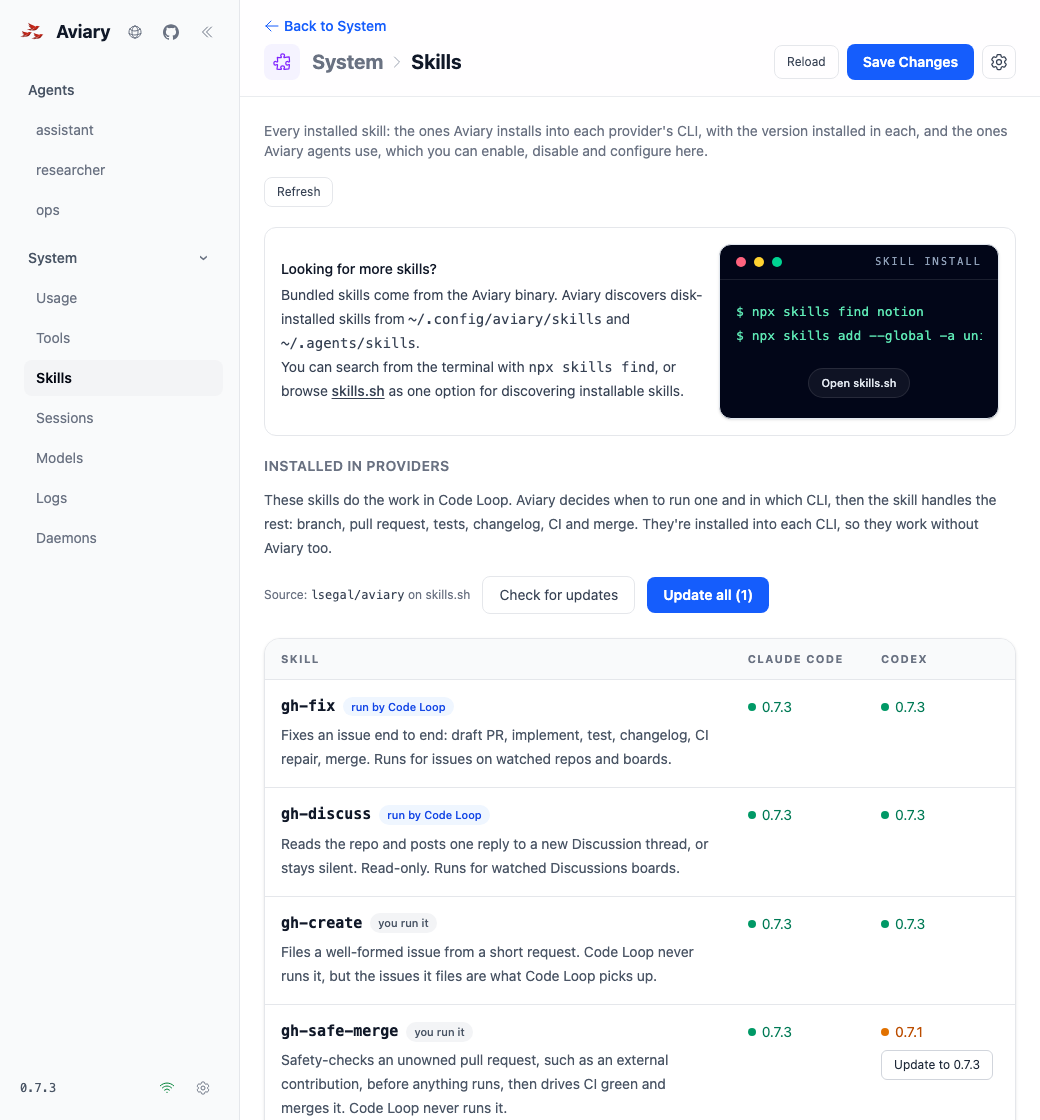 Aviary
Agents
assistant
researcher
ops
System
Usage
Tools
Skills
Sessions
Models
Logs
Daemons
0.7.3
← Back to System
System > Skills
Reload
Save Changes
Every installed skill: the ones Aviary installs into each provider's CLI, with the version installed in each, and the ones
Aviary agents use, which you can enable, disable and configure here.
Refresh
Looking for more skills?
Bundled skills come from the Aviary binary. Aviary discovers disk-
installed skills from ~/.config/aviary/skills and
~/.agents/skills.
You can search from the terminal with npx skills find, or
browse skills.sh as one option for discovering installable skills.
SKILL INSTALL
$ npx skills find notion
$ npx skills add --global -a uni
Open skills.sh
INSTALLED IN PROVIDERS
These skills do the work in Code Loop. Aviary decides when to run one and in which CLI, then the skill handles the
rest: branch, pull request, tests, changelog, CI and merge. They're installed into each CLI, so they work without
Aviary too.
Source: lsegal/aviary on skills.sh
Check for updates
Update all (1)
SKILL CLAUDE CODE CODEX
gh-fix run by Code Loop 0.7.3 0.7.3
Fixes an issue end to end: draft PR, implement, test, changelog, CI
repair, merge. Runs for issues on watched repos and boards.
gh-discuss run by Code Loop 0.7.3 0.7.3
Reads the repo and posts one reply to a new Discussion thread, or
stays silent. Read-only. Runs for watched Discussions boards.
gh-create you run it 0.7.3 0.7.3
Files a well-formed issue from a short request. Code Loop never
runs it, but the issues it files are what Code Loop picks up.
gh-safe-merge you run it 0.7.3 0.7.1
Update to 0.7.3
Safety-checks an unowned pull request, such as an external
contribution, before anything runs, then drives CI green and
merges it. Code Loop never runs it.